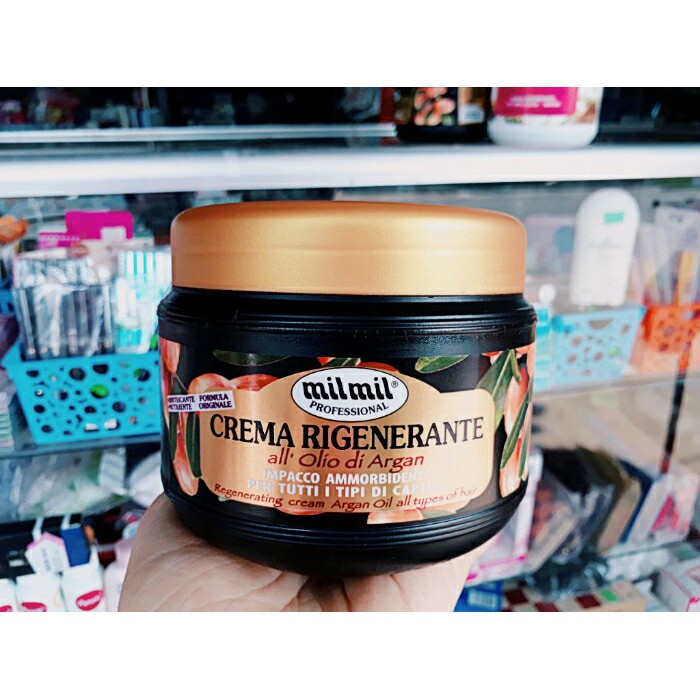 milmil®
PROFESSIONAL
FORMULA
ORIGINALE
CREMA RIGENERANTE
all' Olio di Argan
IMPACCO AMMORBIDENTE
PER TUTTI I TIPI DI
Regenerating cream Argan Oil all types of hair